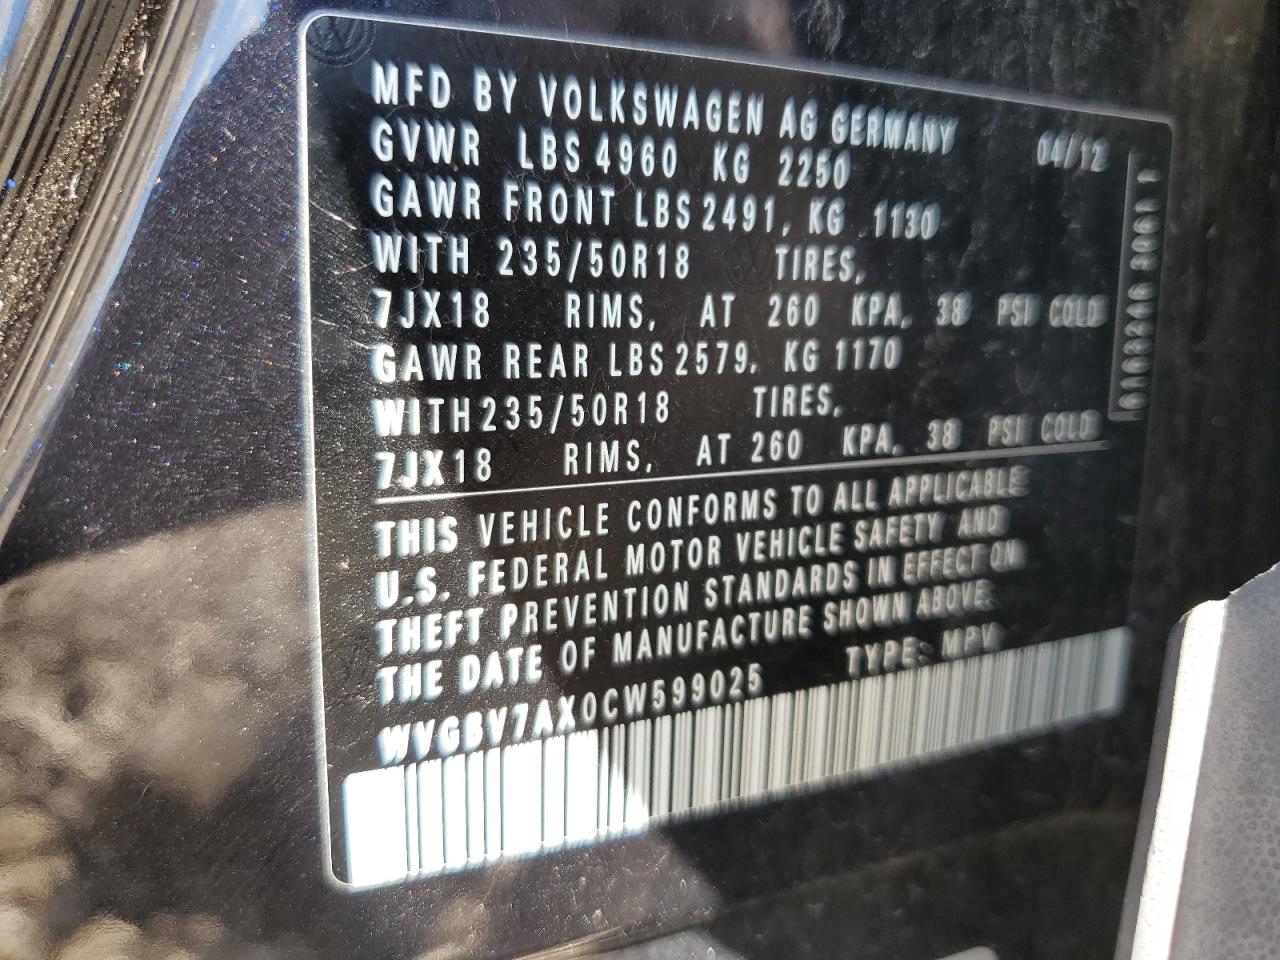 MFD BY VOLKSWAGEN AG GERMANY 04/12
GVWR LBS 4960 KG 2250
GAWR FRONT LBS 2491, KG 1130
WITH 235/50R18 TIRES,
7JX18 RIMS, AT 260 KPA, 38 PSI COLD
GAWR REAR LBS 2579, KG 1170
WITH 235/50R18 TIRES,
7JX18 RIMS, AT 260 KPA, 38 PSI COLD
THIS VEHICLE CONFORMS TO ALL APPLICABLE
U.S. FEDERAL MOTOR VEHICLE SAFETY AND
THEFT PREVENTION STANDARDS IN EFFECT ON
THE DATE OF MANUFACTURE SHOWN ABOVE.
WVGBV7AX0CW599025 TYPE: MPV